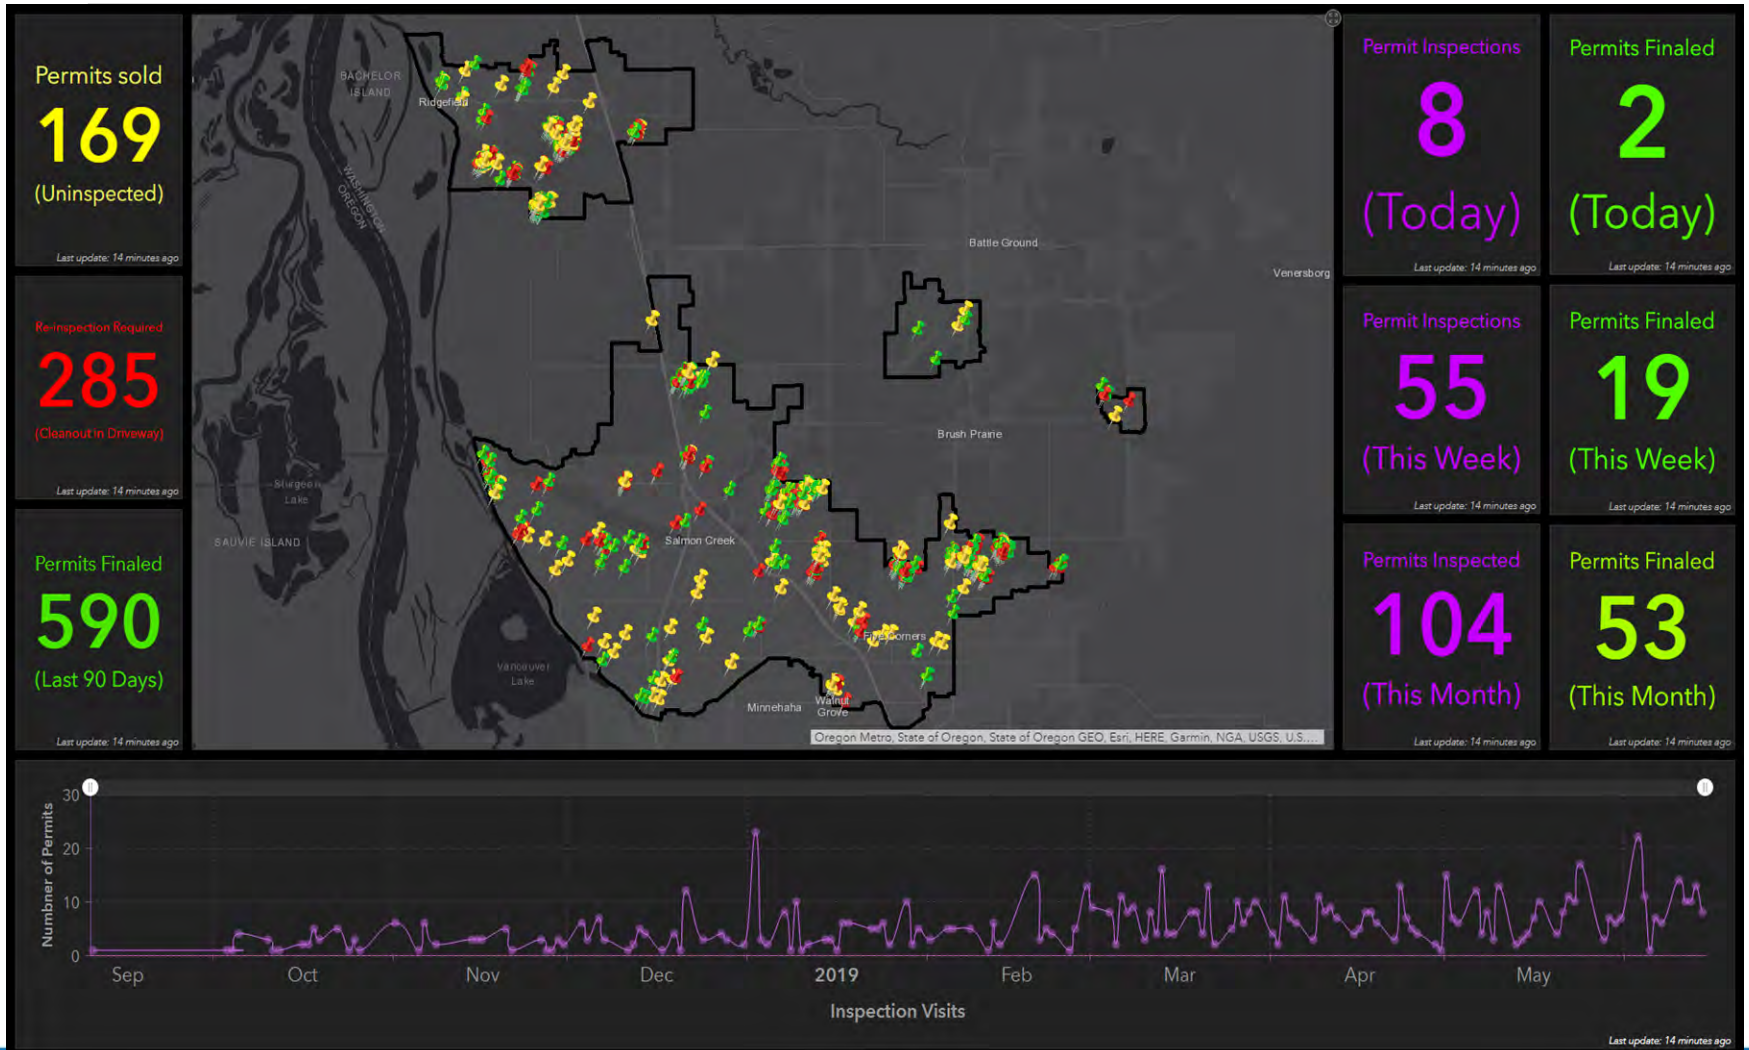 Permits sold
169
(Uninspected)
Last update: 14 minutes ago
Re-inspection Required
285
(Cleanout in Driveway)
Last update: 14 minutes ago
Permits Finaled
590
(Last 90 Days)
Last update: 14 minutes ago
BACHELOR
ISLAND
Ridgefield
WASHINGTON
OREGON
Battle Ground
Venersborg
Brush Prairie
Sturgeon
Lake
SAUVIE ISLAND
Salmon Creek
Five Corners
Vancouver
Lake
Minnehaha
Walnut
Grove
Oregon Metro, State of Oregon, State of Oregon GEO, Esri, HERE, Garmin, NGA, USGS, U.S....
Permit Inspections
8
(Today)
Last update: 14 minutes ago
Permits Finaled
2
(Today)
Last update: 14 minutes ago
Permit Inspections
55
(This Week)
Last update: 14 minutes ago
Permits Finaled
19
(This Week)
Last update: 14 minutes ago
Permits Inspected
104
(This Month)
Last update: 14 minutes ago
Permits Finaled
53
(This Month)
Last update: 14 minutes ago
Numbner of Permits
30
20
10
0
Sep Oct Nov Dec 2019 Feb Mar Apr May
Inspection Visits
Last update: 14 minutes ago